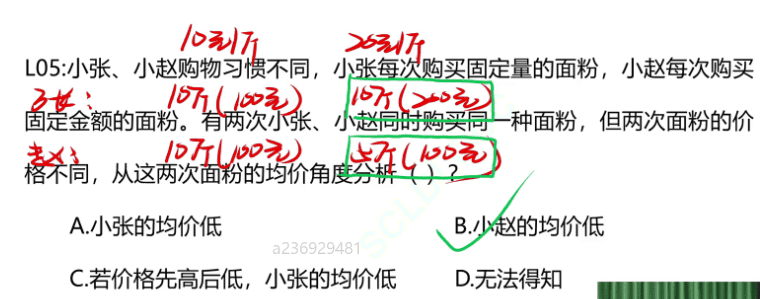 10元1斤 20元1斤
L05:小张、小赵购物习惯不同，小张每次购买固定量的面粉，小赵每次购买
张： 10斤(100元) 10斤(200元)
固定金额的面粉。有两次小张、小赵同时购买同一种面粉，但两次面粉的价
赵： 10斤(100元) 5斤(100元)
格不同，从这两次面粉的均价角度分析（ ）？
A.小张的均价低 B.小赵的均价低
a236929481
C.若价格先高后低，小张的均价低 D.无法得知